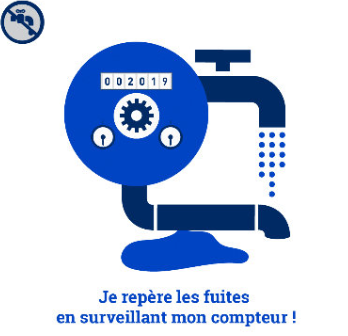 002019
Je repère les fuites
en surveillant mon compteur !